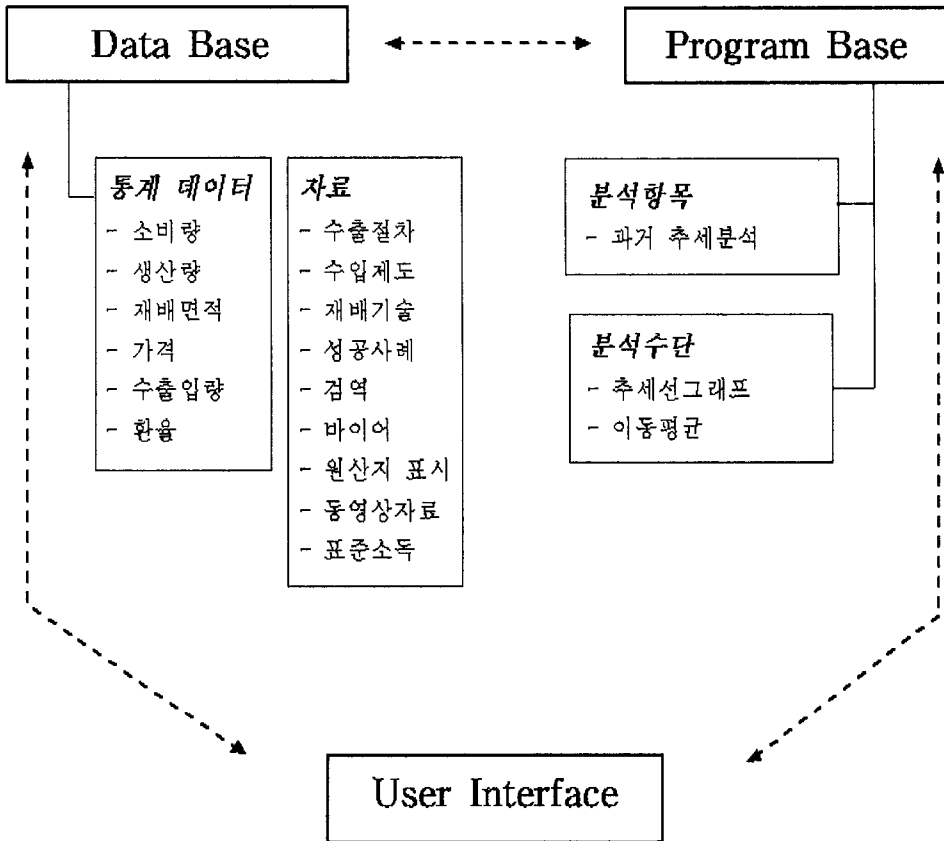 Data Base
Program Base
통계 데이터
- 소비량
- 생산량
- 재배면적
- 가격
- 수출입량
- 환율
자료
- 수출절차
- 수입제도
- 재배기술
- 성공사례
- 검역
- 바이어
- 원산지 표시
- 동영상자료
- 표준소독
분석항목
- 과거 추세분석
분석수단
- 추세선그래프
- 이동평균
User Interface